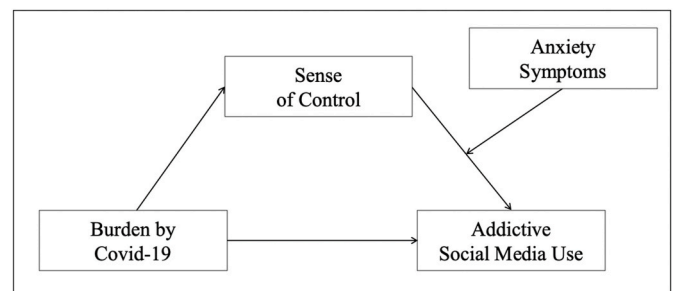 Anxiety
Symptoms
Sense
of Control
Burden by
Covid-19
Addictive
Social Media Use